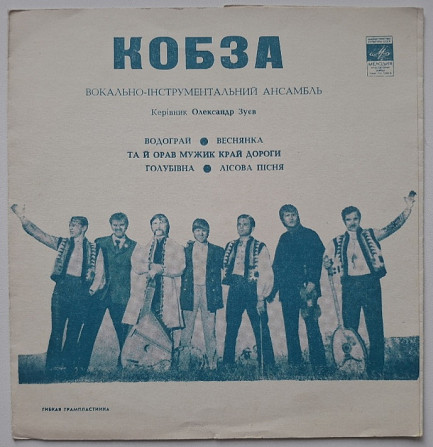 КОБЗА
ВОКАЛЬНО-ІНСТРУМЕНТАЛЬНИЙ АНСАМБЛЬ
Керівник Олександр Зуєв
ВОДОГРАЙ ● ВЕСНЯНКА
ТА Й ОРАВ МУЖИК КРАЙ ДОРОГИ
ГОЛУБІВНА ● ЛІСОВА ПІСНЯ
МЕЛОДИЯ
ГИБКАЯ ГРАМПЛАСТИНКА